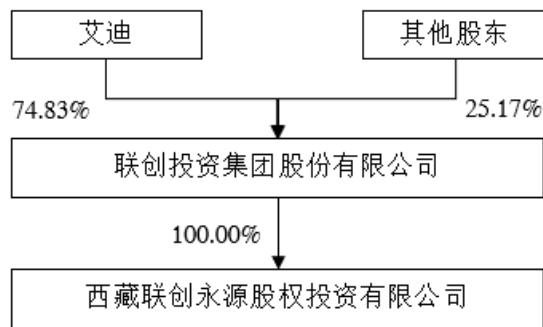 艾迪
其他股东
74.83%
25.17%
联创投资集团股份有限公司
100.00%
西藏联创永源股权投资有限公司